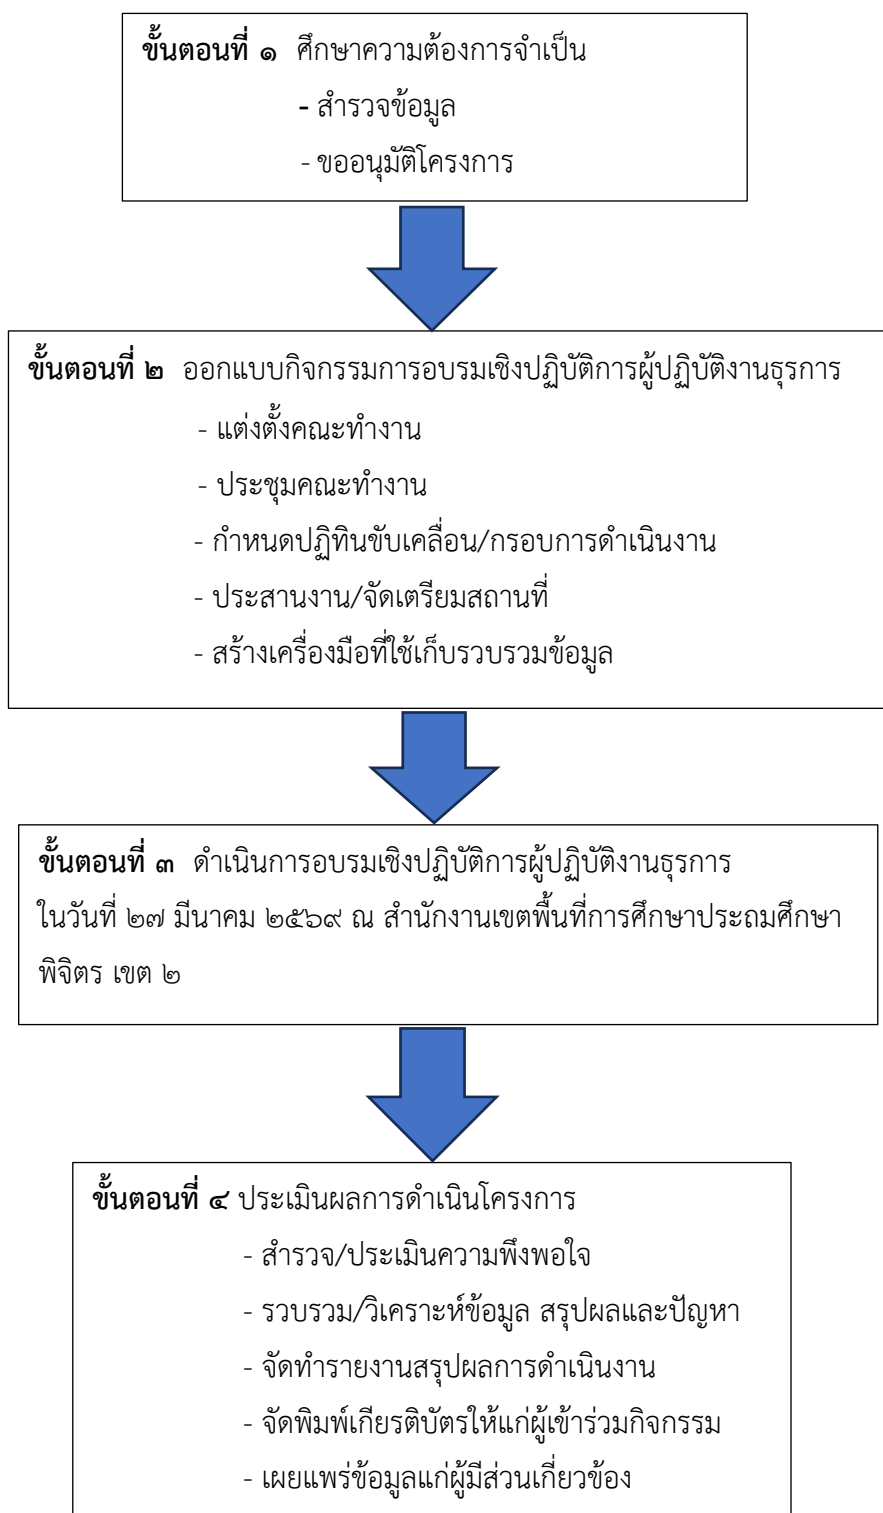 ขั้นตอนที่ ๑ ศึกษาความต้องการจำเป็น
- สำรวจข้อมูล
- ขออนุมัติโครงการ
ขั้นตอนที่ ๒ ออกแบบกิจกรรมการอบรมเชิงปฏิบัติการผู้ปฏิบัติงานธุรการ
- แต่งตั้งคณะทำงาน
- ประชุมคณะทำงาน
- กำหนดปฏิทินขับเคลื่อน/กรอบการดำเนินงาน
- ประสานงาน/จัดเตรียมสถานที่
- สร้างเครื่องมือที่ใช้เก็บรวบรวมข้อมูล
ขั้นตอนที่ ๓ ดำเนินการอบรมเชิงปฏิบัติการผู้ปฏิบัติงานธุรการ
ในวันที่ ๒๗ มีนาคม ๒๕๖๙ ณ สำนักงานเขตพื้นที่การศึกษาประถมศึกษา
พิจิตร เขต ๒
ขั้นตอนที่ ๔ ประเมินผลการดำเนินโครงการ
- สำรวจ/ประเมินความพึงพอใจ
- รวบรวม/วิเคราะห์ข้อมูล สรุปผลและปัญหา
- จัดทำรายงานสรุปผลการดำเนินงาน
- จัดพิมพ์เกียรติบัตรให้แก่ผู้เข้าร่วมกิจกรรม
- เผยแพร่ข้อมูลแก่ผู้มีส่วนเกี่ยวข้อง